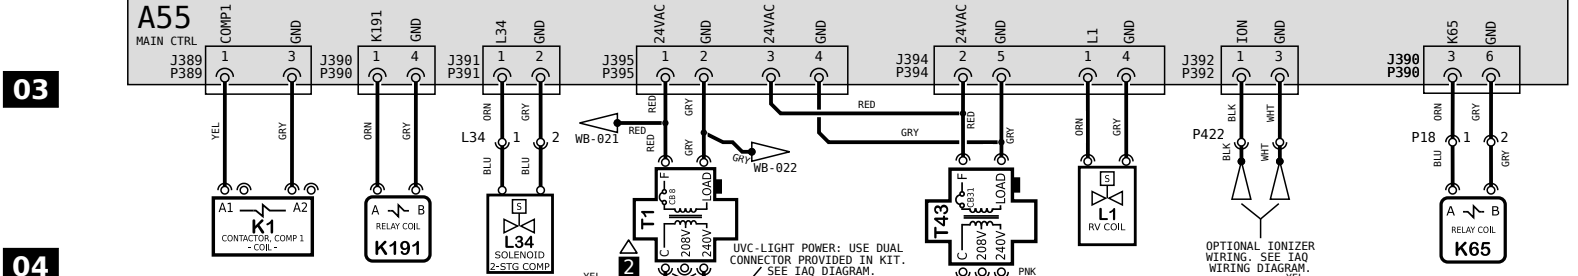 A55
MAIN CTRL
COMP1 GND K191 GND L34 GND 24VAC GND 24VAC GND 24VAC GND L1 GND ION GND K65 GND
J389 1 3 J390 1 4 J391 1 2 J395 1 2 3 4 J394 2 5 1 4 J392 1 3 J390 3 6
P389 P390 P391 P395 P394 P392 P390
03
YEL GRY ORN GRY ORN GRY RED GRY RED RED GRY ORN GRY BLK WHT ORN GRY
WB-021 RED RED GRY GRY WB-022
GRY
L34 1 2
BLU BLU
P422
BLK WHT
P18 1 2
BLU GRY
A1 A2
K1
CONTACTOR, COMP 1
- COIL -
A B
RELAY COIL
K191
S
L34
SOLENOID
2-STG COMP
T1
F CB8 LOAD
C 208V 240V
2
YEL
UVC-LIGHT POWER: USE DUAL
CONNECTOR PROVIDED IN KIT.
SEE IAQ DIAGRAM.
T43
F CB31 LOAD
C 208V 240V
PNK
S
L1
RV COIL
OPTIONAL IONIZER
WIRING. SEE IAQ
WIRING DIAGRAM.
A B
RELAY COIL
K65
04